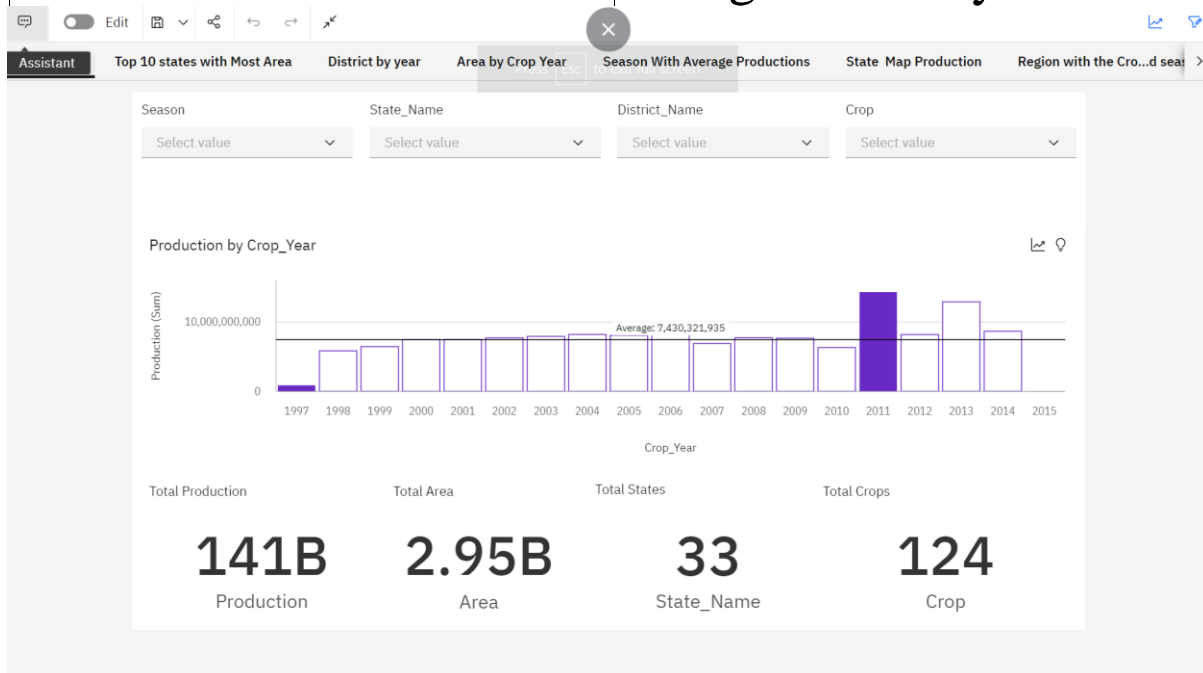 Edit
Assistant
Top 10 states with Most Area
District by year
Area by Crop Year
Season With Average Productions
State Map Production
Region with the Cro...d seas
Press Esc to exit full screen
Season
State_Name
District_Name
Crop
Select value
Select value
Select value
Select value
Production by Crop_Year
Production (Sum)
10,000,000,000
0
Average: 7,430,321,935
1997 1998 1999 2000 2001 2002 2003 2004 2005 2006 2007 2008 2009 2010 2011 2012 2013 2014 2015
Crop_Year
Total Production
Total Area
Total States
Total Crops
141B
2.95B
33
124
Production
Area
State_Name
Crop